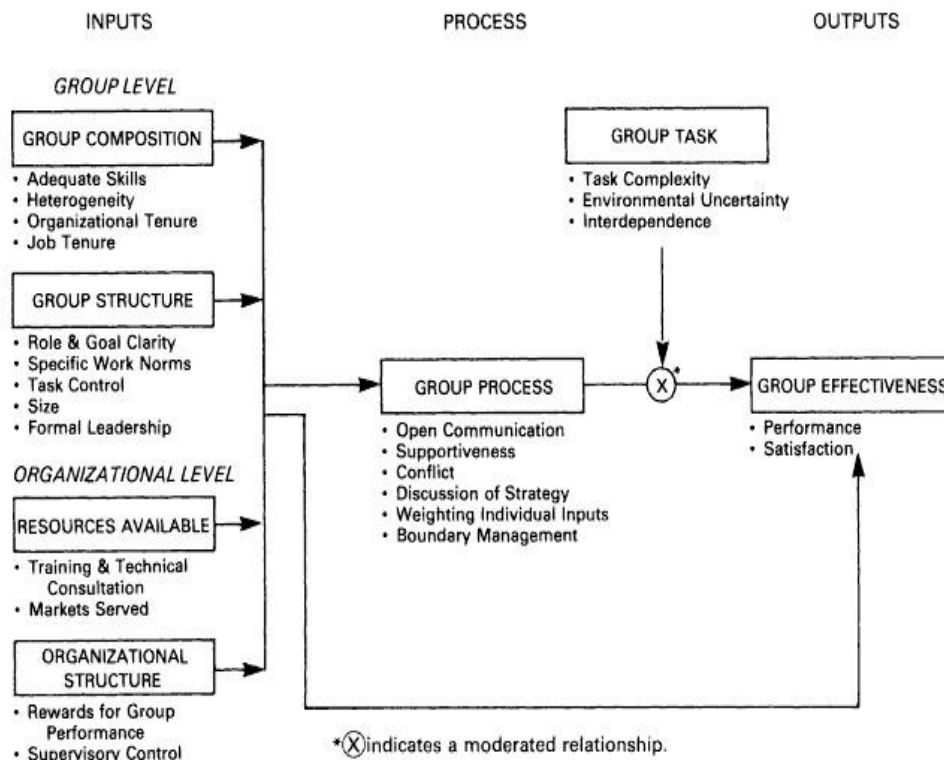 INPUTS
PROCESS
OUTPUTS
GROUP LEVEL
GROUP COMPOSITION
• Adequate Skills
• Heterogeneity
• Organizational Tenure
• Job Tenure
GROUP STRUCTURE
• Role & Goal Clarity
• Specific Work Norms
• Task Control
• Size
• Formal Leadership
ORGANIZATIONAL LEVEL
RESOURCES AVAILABLE
• Training & Technical
Consultation
• Markets Served
ORGANIZATIONAL
STRUCTURE
• Rewards for Group
Performance
• Supervisory Control
GROUP TASK
• Task Complexity
• Environmental Uncertainty
• Interdependence
GROUP PROCESS
• Open Communication
• Supportiveness
• Conflict
• Discussion of Strategy
• Weighting Individual Inputs
• Boundary Management
X*
GROUP EFFECTIVENESS
• Performance
• Satisfaction
*Ⓧindicates a moderated relationship.